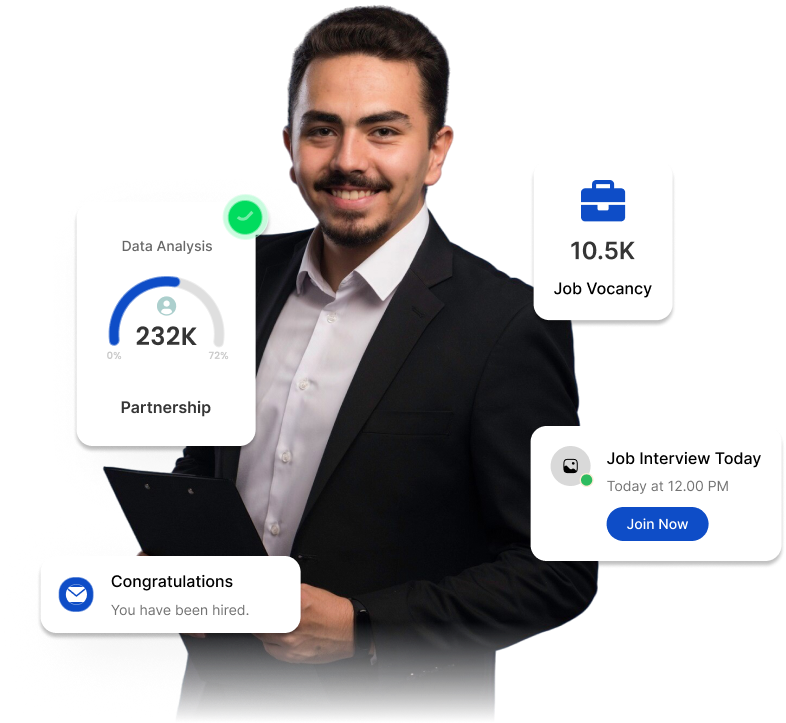 Data Analysis
232K
0%
72%
Partnership
10.5K
Job Vocancy
Job Interview Today
Today at 12.00 PM
Join Now
Congratulations
You have been hired.